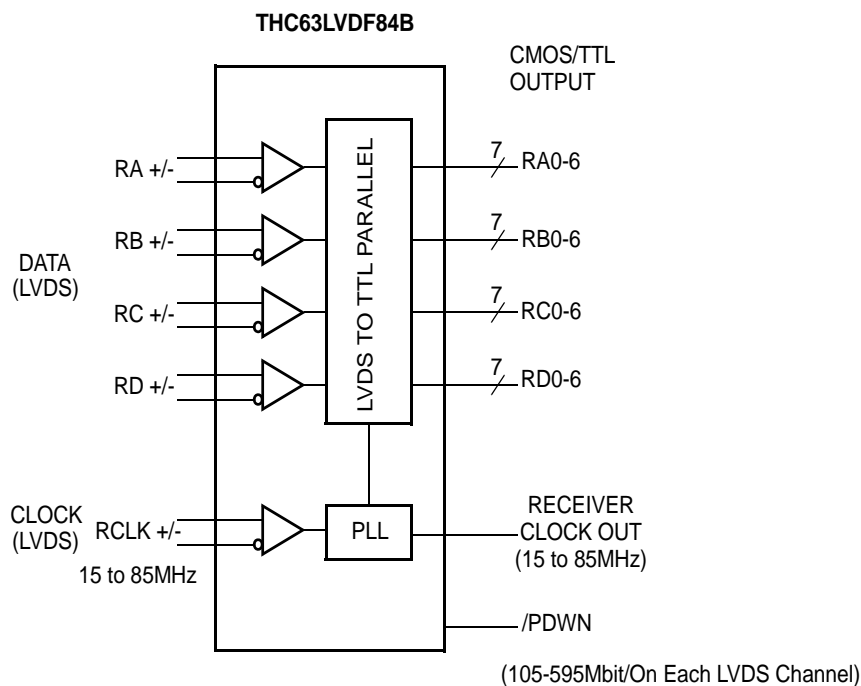 THC63LVDF84B
CMOS/TTL
OUTPUT
RA +/-
7
RA0-6
RB +/-
7
RB0-6
DATA
(LVDS)
RC +/-
7
RC0-6
RD +/-
7
RD0-6
LVDS TO TTL PARALLEL
CLOCK
(LVDS)
RCLK +/-
15 to 85MHz
PLL
RECEIVER
CLOCK OUT
(15 to 85MHz)
/PDWN
(105-595Mbit/On Each LVDS Channel)